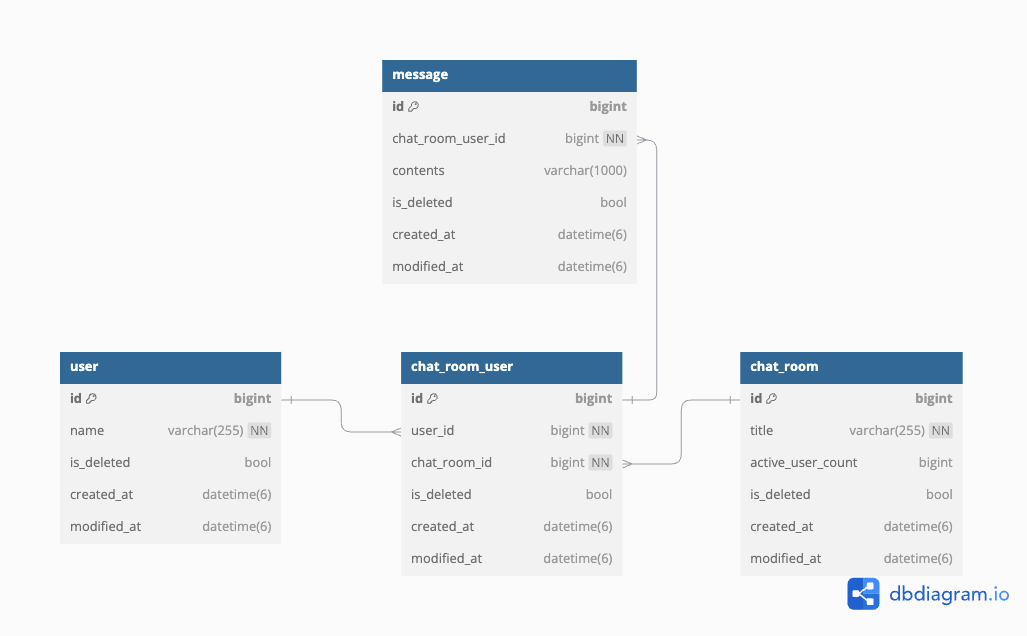 message
id bigint
chat_room_user_id bigint NN
contents varchar(1000)
is_deleted bool
created_at datetime(6)
modified_at datetime(6)
user
id bigint
name varchar(255) NN
is_deleted bool
created_at datetime(6)
modified_at datetime(6)
chat_room_user
id bigint
user_id bigint NN
chat_room_id bigint NN
is_deleted bool
created_at datetime(6)
modified_at datetime(6)
chat_room
id bigint
title varchar(255) NN
active_user_count bigint
is_deleted bool
created_at datetime(6)
modified_at datetime(6)
dbdiagram.io